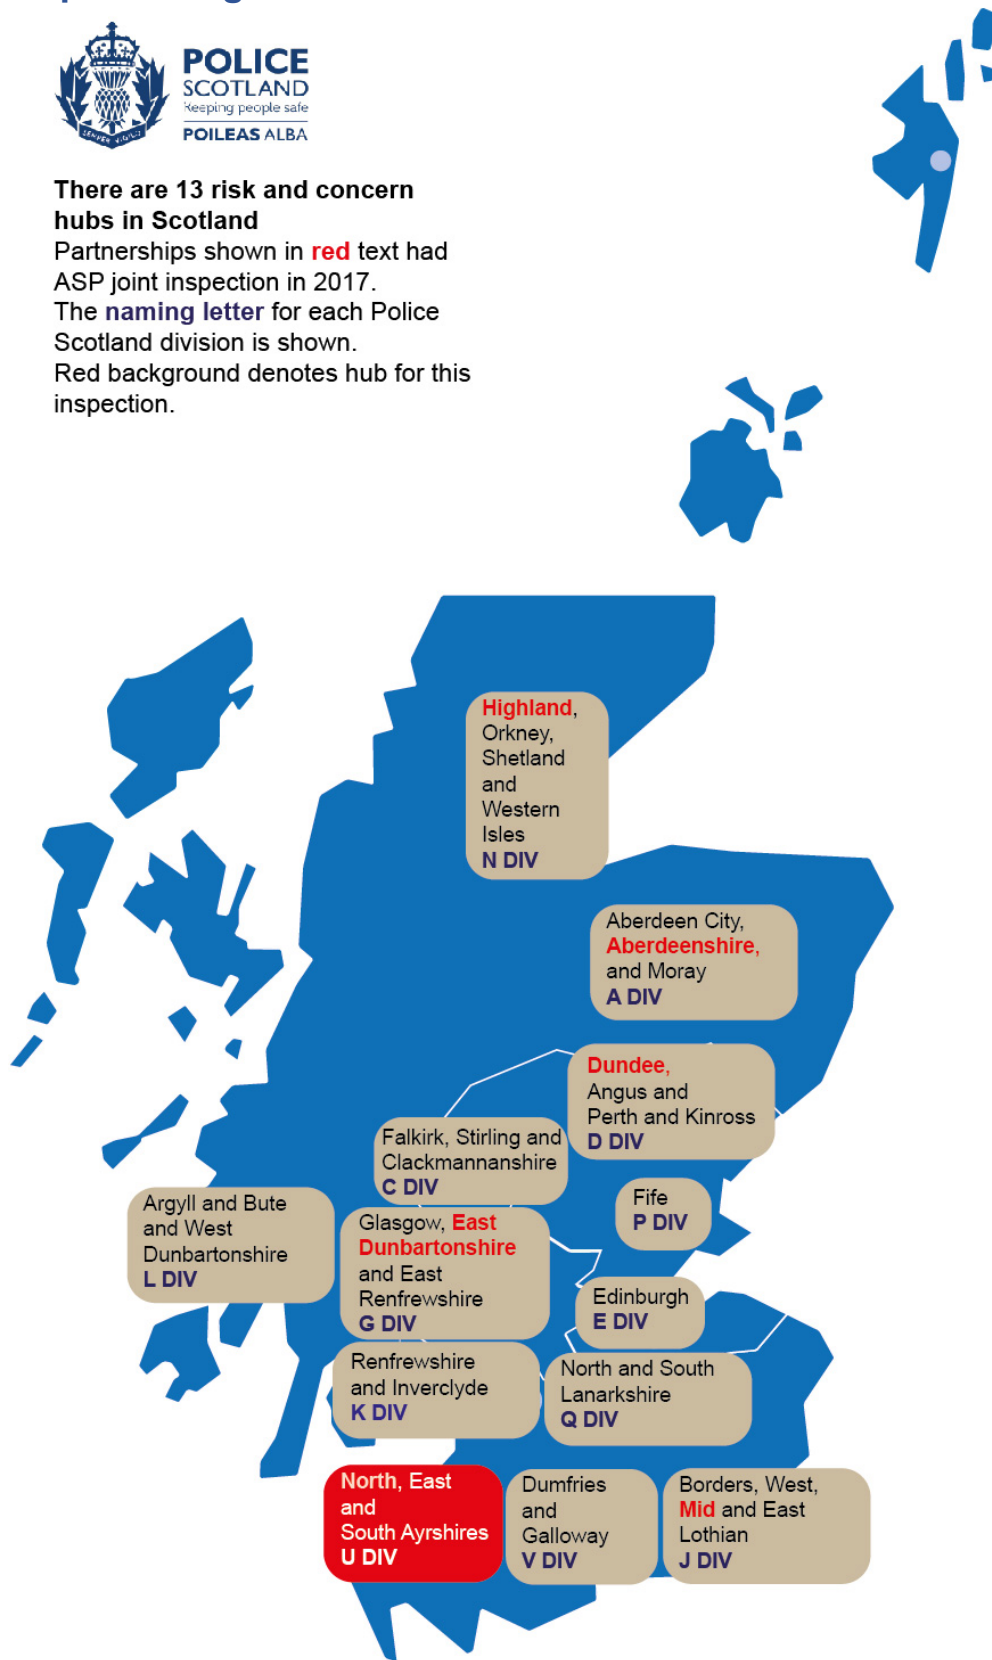 POLICE
SCOTLAND
Keeping people safe
POILEAS ALBA
SEMPER VIGILO
There are 13 risk and concern
hubs in Scotland
Partnerships shown in red text had
ASP joint inspection in 2017.
The naming letter for each Police
Scotland division is shown.
Red background denotes hub for this
inspection.
Highland,
Orkney,
Shetland
and
Western
Isles
N DIV
Aberdeen City,
Aberdeenshire,
and Moray
A DIV
Dundee,
Angus and
Perth and Kinross
D DIV
Falkirk, Stirling and
Clackmannanshire
C DIV
Fife
P DIV
Argyll and Bute
and West
Dunbartonshire
L DIV
Glasgow, East
Dunbartonshire
and East
Renfrewshire
G DIV
Edinburgh
E DIV
Renfrewshire
and Inverclyde
K DIV
North and South
Lanarkshire
Q DIV
North, East
and
South Ayrshires
U DIV
Dumfries
and
Galloway
V DIV
Borders, West,
Mid and East
Lothian
J DIV